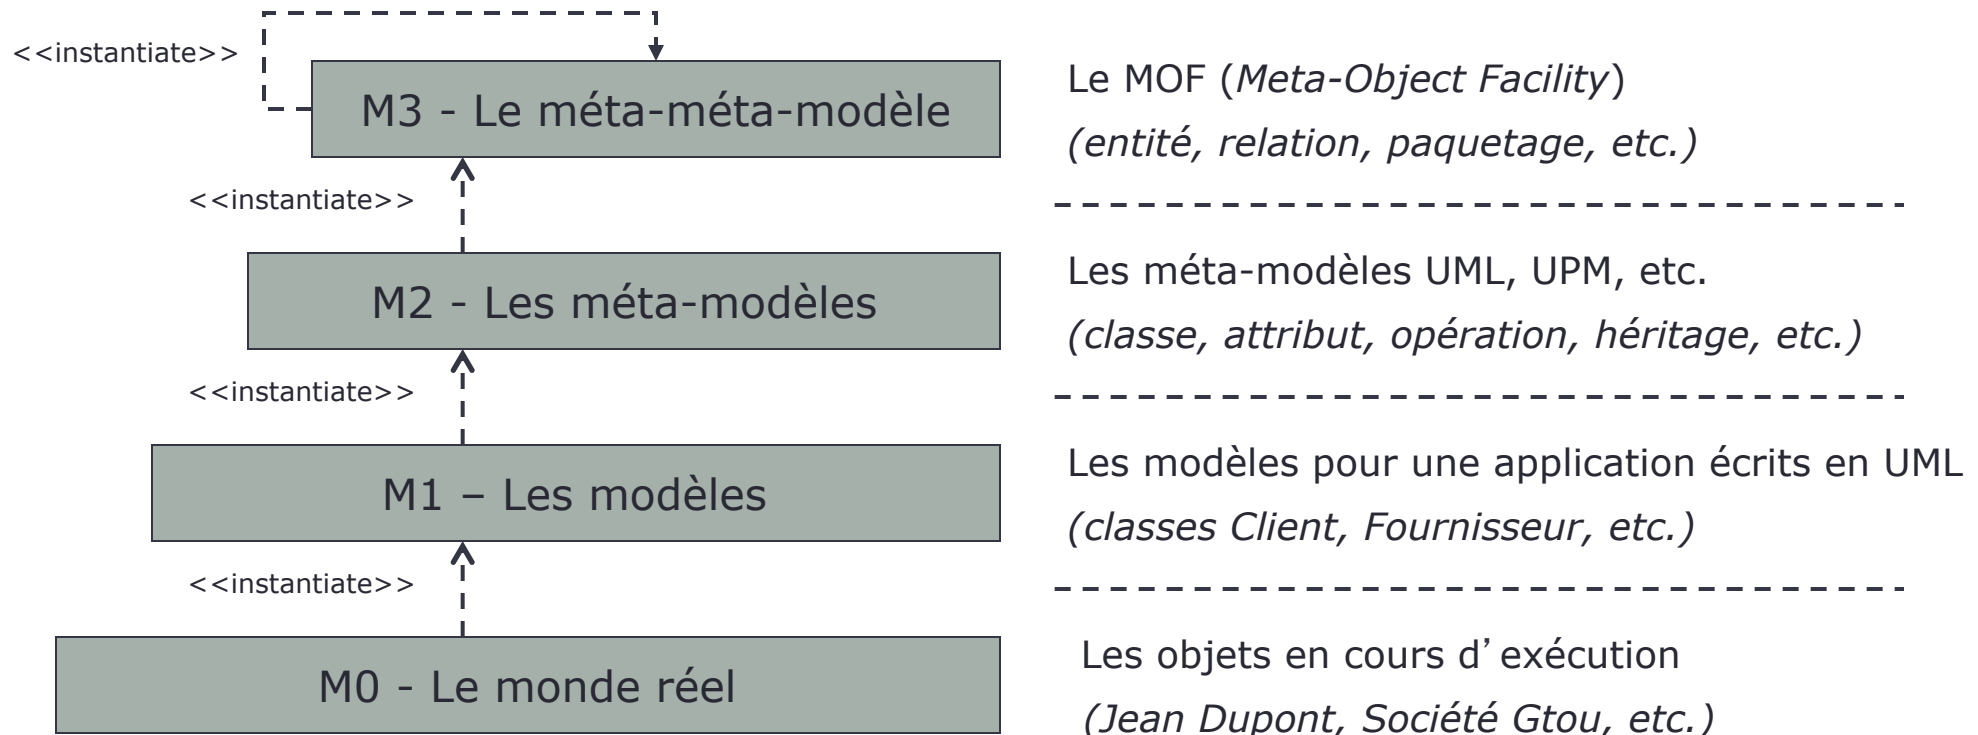 <<instantiate>>
M3 - Le méta-méta-modèle
Le MOF (Meta-Object Facility)
(entité, relation, paquetage, etc.)
<<instantiate>>
M2 - Les méta-modèles
Les méta-modèles UML, UPM, etc.
(classe, attribut, opération, héritage, etc.)
<<instantiate>>
M1 – Les modèles
Les modèles pour une application écrits en UML
(classes Client, Fournisseur, etc.)
<<instantiate>>
M0 - Le monde réel
Les objets en cours d’exécution
(Jean Dupont, Société Gtou, etc.)